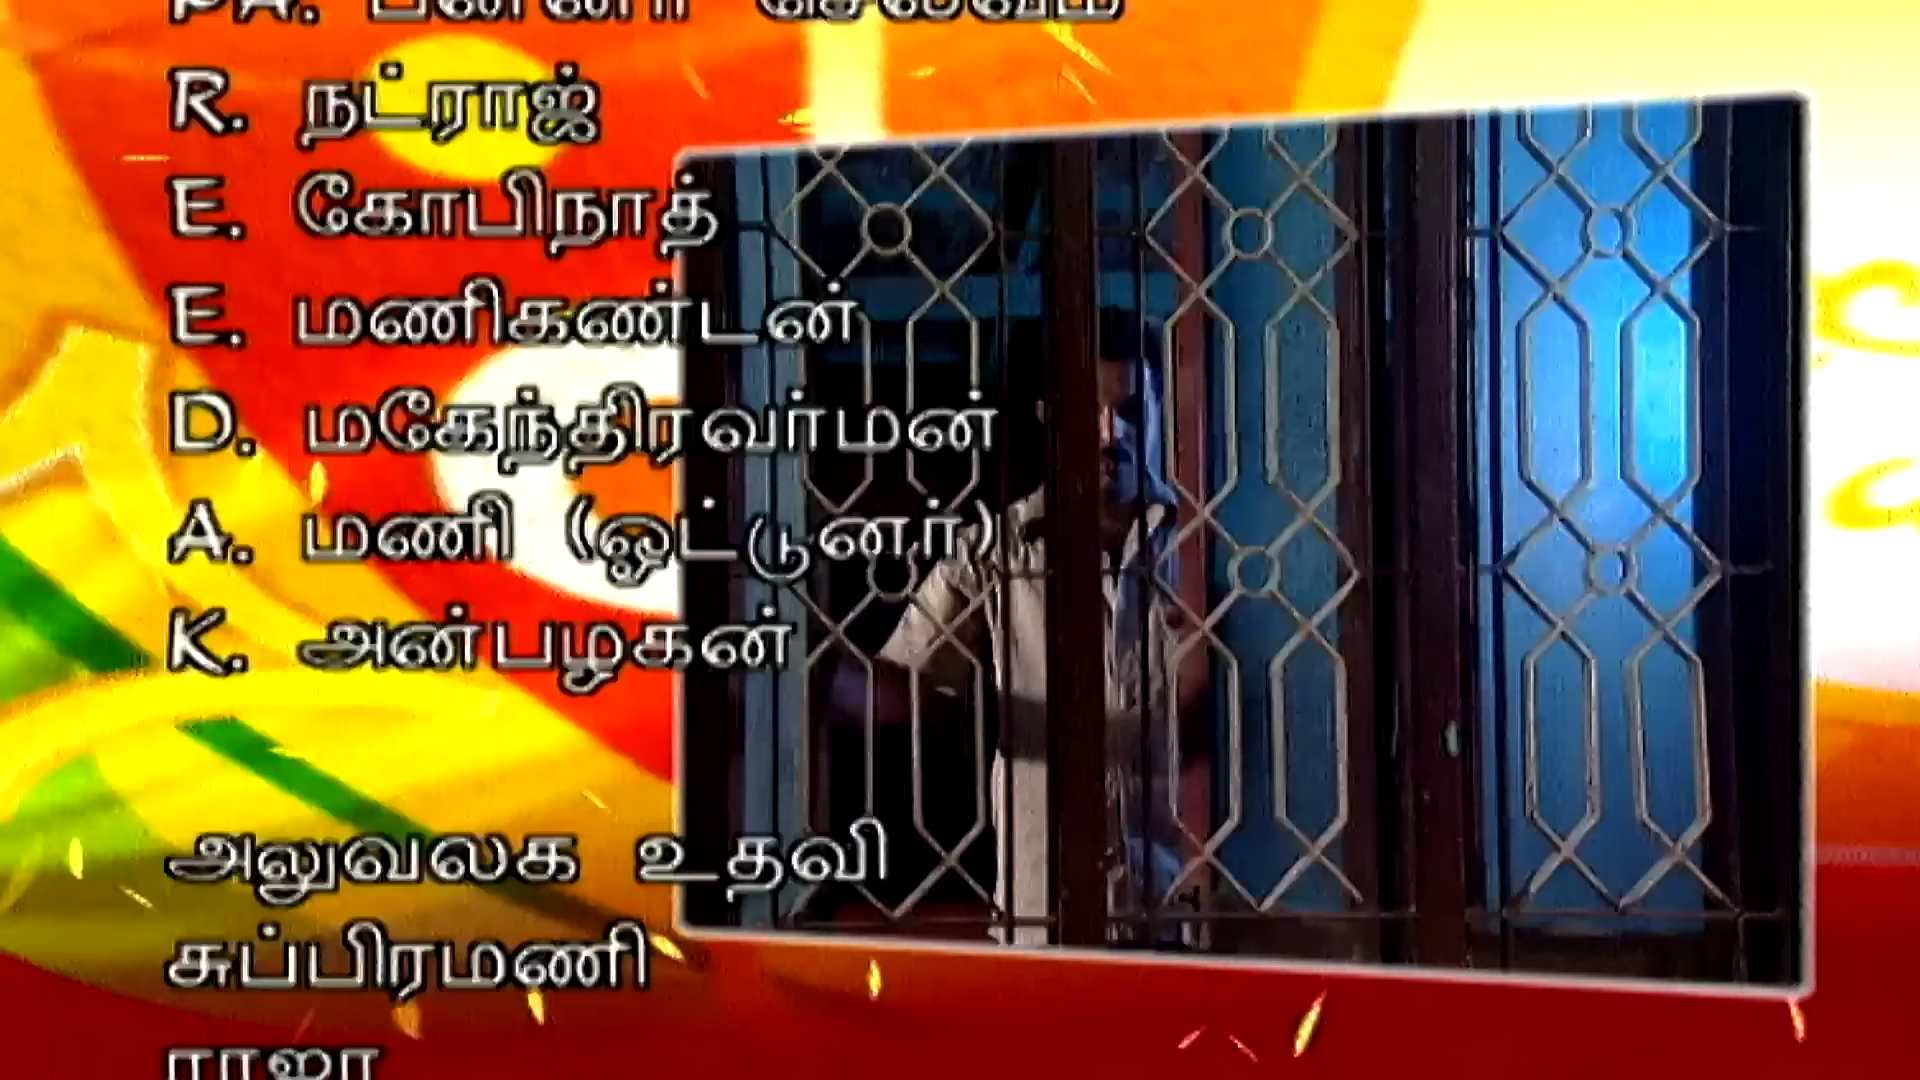 R. நட்ராஜ்
E. கோபிநாத்
E. மணிகண்டன்
D. மகேந்திரவர்மன்
A. மணி (ஓட்டுனர்)
K. அன்பழகன்
அலுவலக உதவி
சுப்பிரமணி
ராஜா